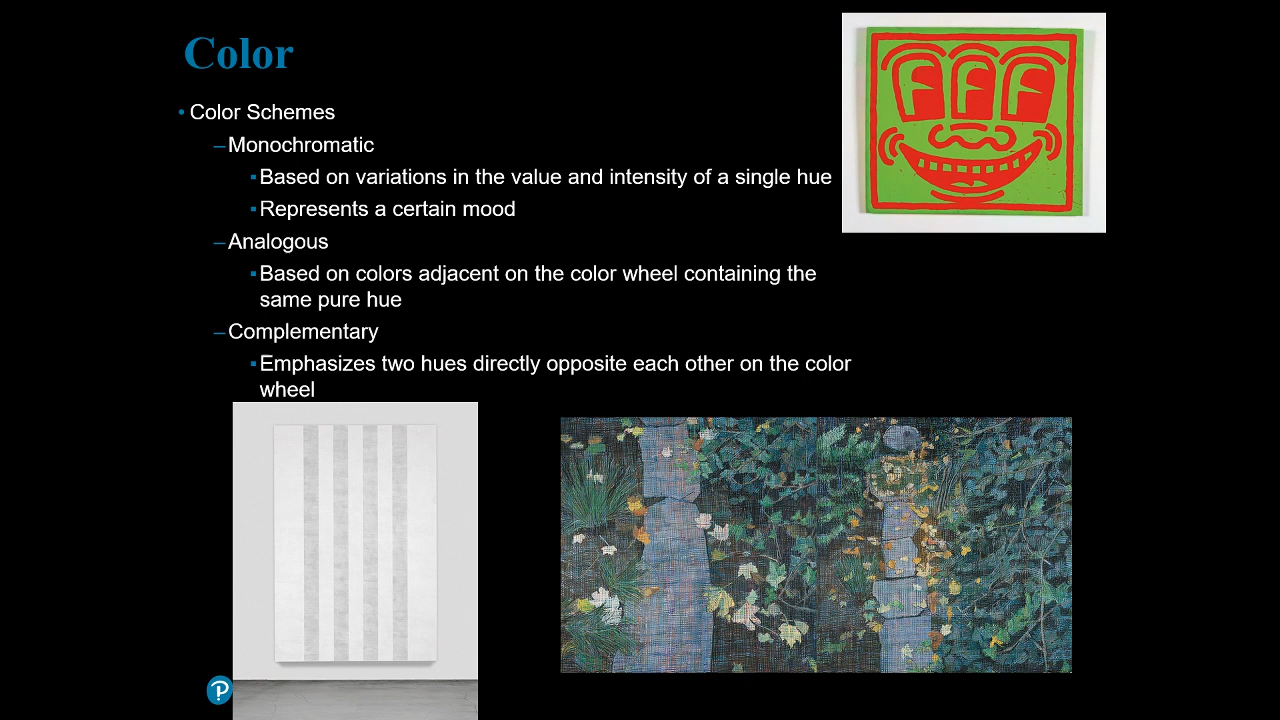 Color
• Color Schemes
– Monochromatic
▪ Based on variations in the value and intensity of a single hue
▪ Represents a certain mood
– Analogous
▪ Based on colors adjacent on the color wheel containing the
same pure hue
– Complementary
▪ Emphasizes two hues directly opposite each other on the color
wheel
P